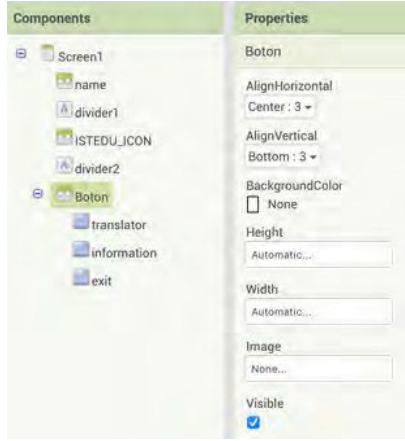 Components
Screen1
name
divider1
ISTEDU_ICON
divider2
Boton
translator
information
exit
Properties
Boton
AlignHorizontal
Center : 3
AlignVertical
Bottom : 3
BackgroundColor
None
Height
Automatic...
Width
Automatic...
Image
None...
Visible